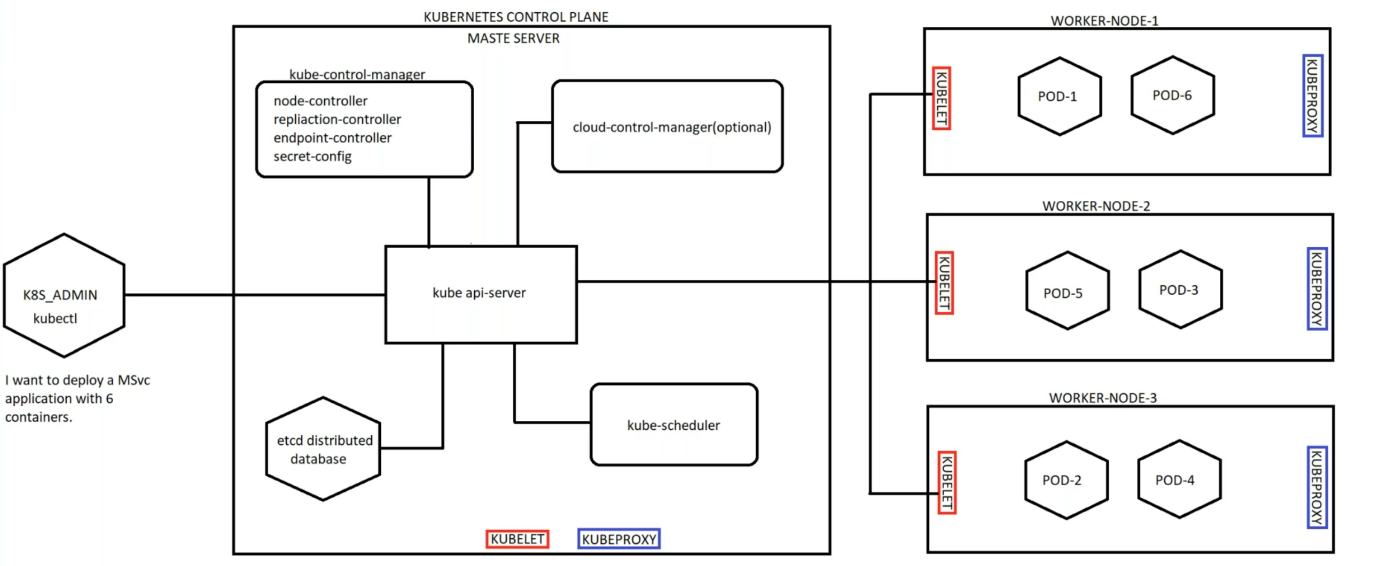 KUBERNETES CONTROL PLANE
MASTE SERVER
kube-control-manager
node-controller
repliaction-controller
endpoint-controller
secret-config
cloud-control-manager(optional)
K8S_ADMIN
kubectl
I want to deploy a MSvc
application with 6
containers.
kube api-server
etcd distributed
database
kube-scheduler
KUBELET
KUBEPROXY
WORKER-NODE-1
KUBELET
POD-1
POD-6
KUBEPROXY
WORKER-NODE-2
KUBELET
POD-5
POD-3
KUBEPROXY
WORKER-NODE-3
KUBELET
POD-2
POD-4
KUBEPROXY